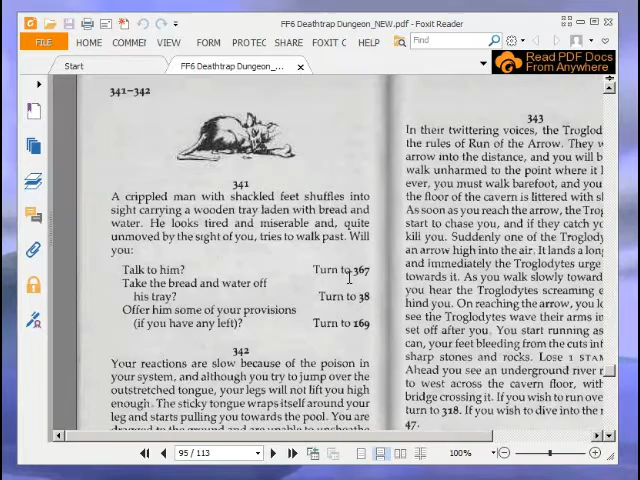 FF6 Deathtrap Dungeon_NEW.pdf - Foxit Reader
FILE HOME COMMEI VIEW FORM PROTEC SHARE FOXIT C HELP Find
Start FF6 Deathtrap Dungeon_...
Read PDF Docs
From Anywhere
341–342
341
A crippled man with shackled feet shuffles into
sight carrying a wooden tray laden with bread and
water. He looks tired and miserable and, quite
unmoved by the sight of you, tries to walk past. Will
you:
Talk to him? Turn to 367
Take the bread and water off
his tray? Turn to 38
Offer him some of your provisions
(if you have any left)? Turn to 169
342
Your reactions are slow because of the poison in
your system, and although you try to jump over the
outstretched tongue, your legs will not lift you high
enough. The sticky tongue wraps itself around your
leg and starts pulling you towards the pool. You are
dragged to the ground and are unable to unsheathe
343
In their twittering voices, the Troglod
the rules of Run of the Arrow. They w
arrow into the distance, and you will b
walk unharmed to the point where it l
ever, you must walk barefoot, and you
the floor of the cavern is littered with sl
As soon as you reach the arrow, the Trog
start to chase you, and if they catch yo
kill you. Suddenly one of the Troglody
an arrow high into the air. It lands a long
and immediately the Troglodytes urge
towards it. As you walk slowly toward
you hear the Troglodytes screaming e
hind you. On reaching the arrow, you lo
see the Troglodytes wave their arms in
set off after you. You start running as
can, your feet bleeding from the cuts int
sharp stones and rocks. Lose 1 STAM
Ahead you see an underground river r
to west across the cavern floor, with
bridge crossing it. If you wish to run ove
turn to 318. If you wish to dive into the r
47.
95 / 113 100%